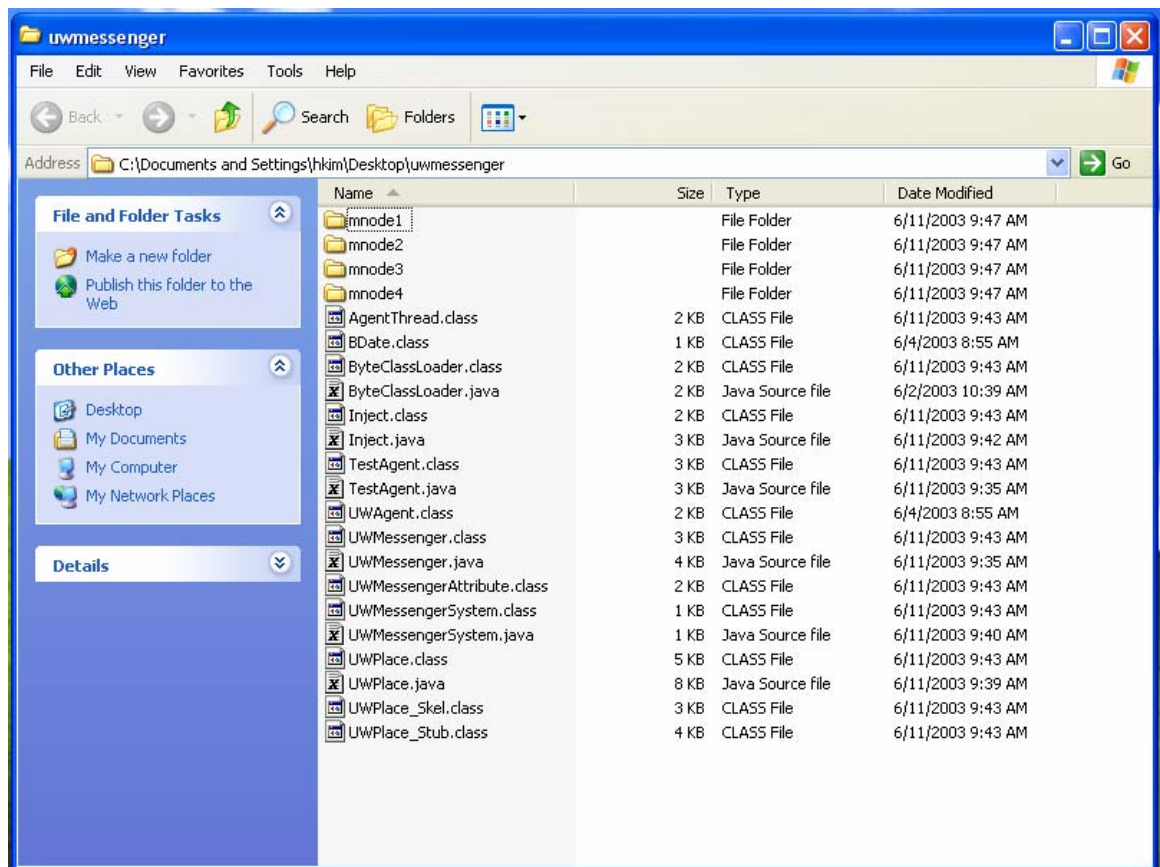 uwmessenger
File Edit View Favorites Tools Help
Back Search Folders
Address C:\Documents and Settings\hkim\Desktop\uwmessenger Go
File and Folder Tasks
Make a new folder
Publish this folder to the
Web
Other Places
Desktop
My Documents
My Computer
My Network Places
Details
Name Size Type Date Modified
mnode1 File Folder 6/11/2003 9:47 AM
mnode2 File Folder 6/11/2003 9:47 AM
mnode3 File Folder 6/11/2003 9:47 AM
mnode4 File Folder 6/11/2003 9:47 AM
AgentThread.class 2 KB CLASS File 6/11/2003 9:43 AM
BDate.class 1 KB CLASS File 6/4/2003 8:55 AM
ByteClassLoader.class 2 KB CLASS File 6/11/2003 9:43 AM
ByteClassLoader.java 2 KB Java Source file 6/2/2003 10:39 AM
Inject.class 2 KB CLASS File 6/11/2003 9:43 AM
Inject.java 3 KB Java Source file 6/11/2003 9:42 AM
TestAgent.class 3 KB CLASS File 6/11/2003 9:43 AM
TestAgent.java 3 KB Java Source file 6/11/2003 9:35 AM
UWAgent.class 2 KB CLASS File 6/4/2003 8:55 AM
UWMessenger.class 3 KB CLASS File 6/11/2003 9:43 AM
UWMessenger.java 4 KB Java Source file 6/11/2003 9:35 AM
UWMessengerAttribute.class 2 KB CLASS File 6/11/2003 9:43 AM
UWMessengerSystem.class 1 KB CLASS File 6/11/2003 9:43 AM
UWMessengerSystem.java 1 KB Java Source file 6/11/2003 9:40 AM
UWPlace.class 5 KB CLASS File 6/11/2003 9:43 AM
UWPlace.java 8 KB Java Source file 6/11/2003 9:39 AM
UWPlace_Skel.class 3 KB CLASS File 6/11/2003 9:43 AM
UWPlace_Stub.class 4 KB CLASS File 6/11/2003 9:43 AM